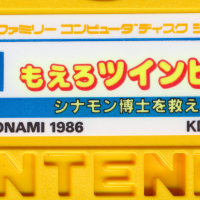 ファミリー コンピュータ ディスク シ
もえろツインビ
シナモン博士を救え
ONAMI 1986 K
NTEN